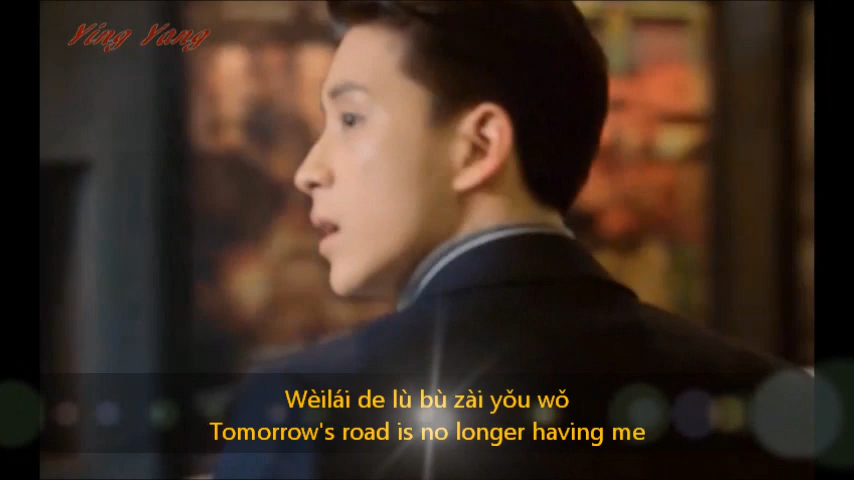 Ying Yang
Wèilái de lù bù zài yǒu wǒ
Tomorrow's road is no longer having me